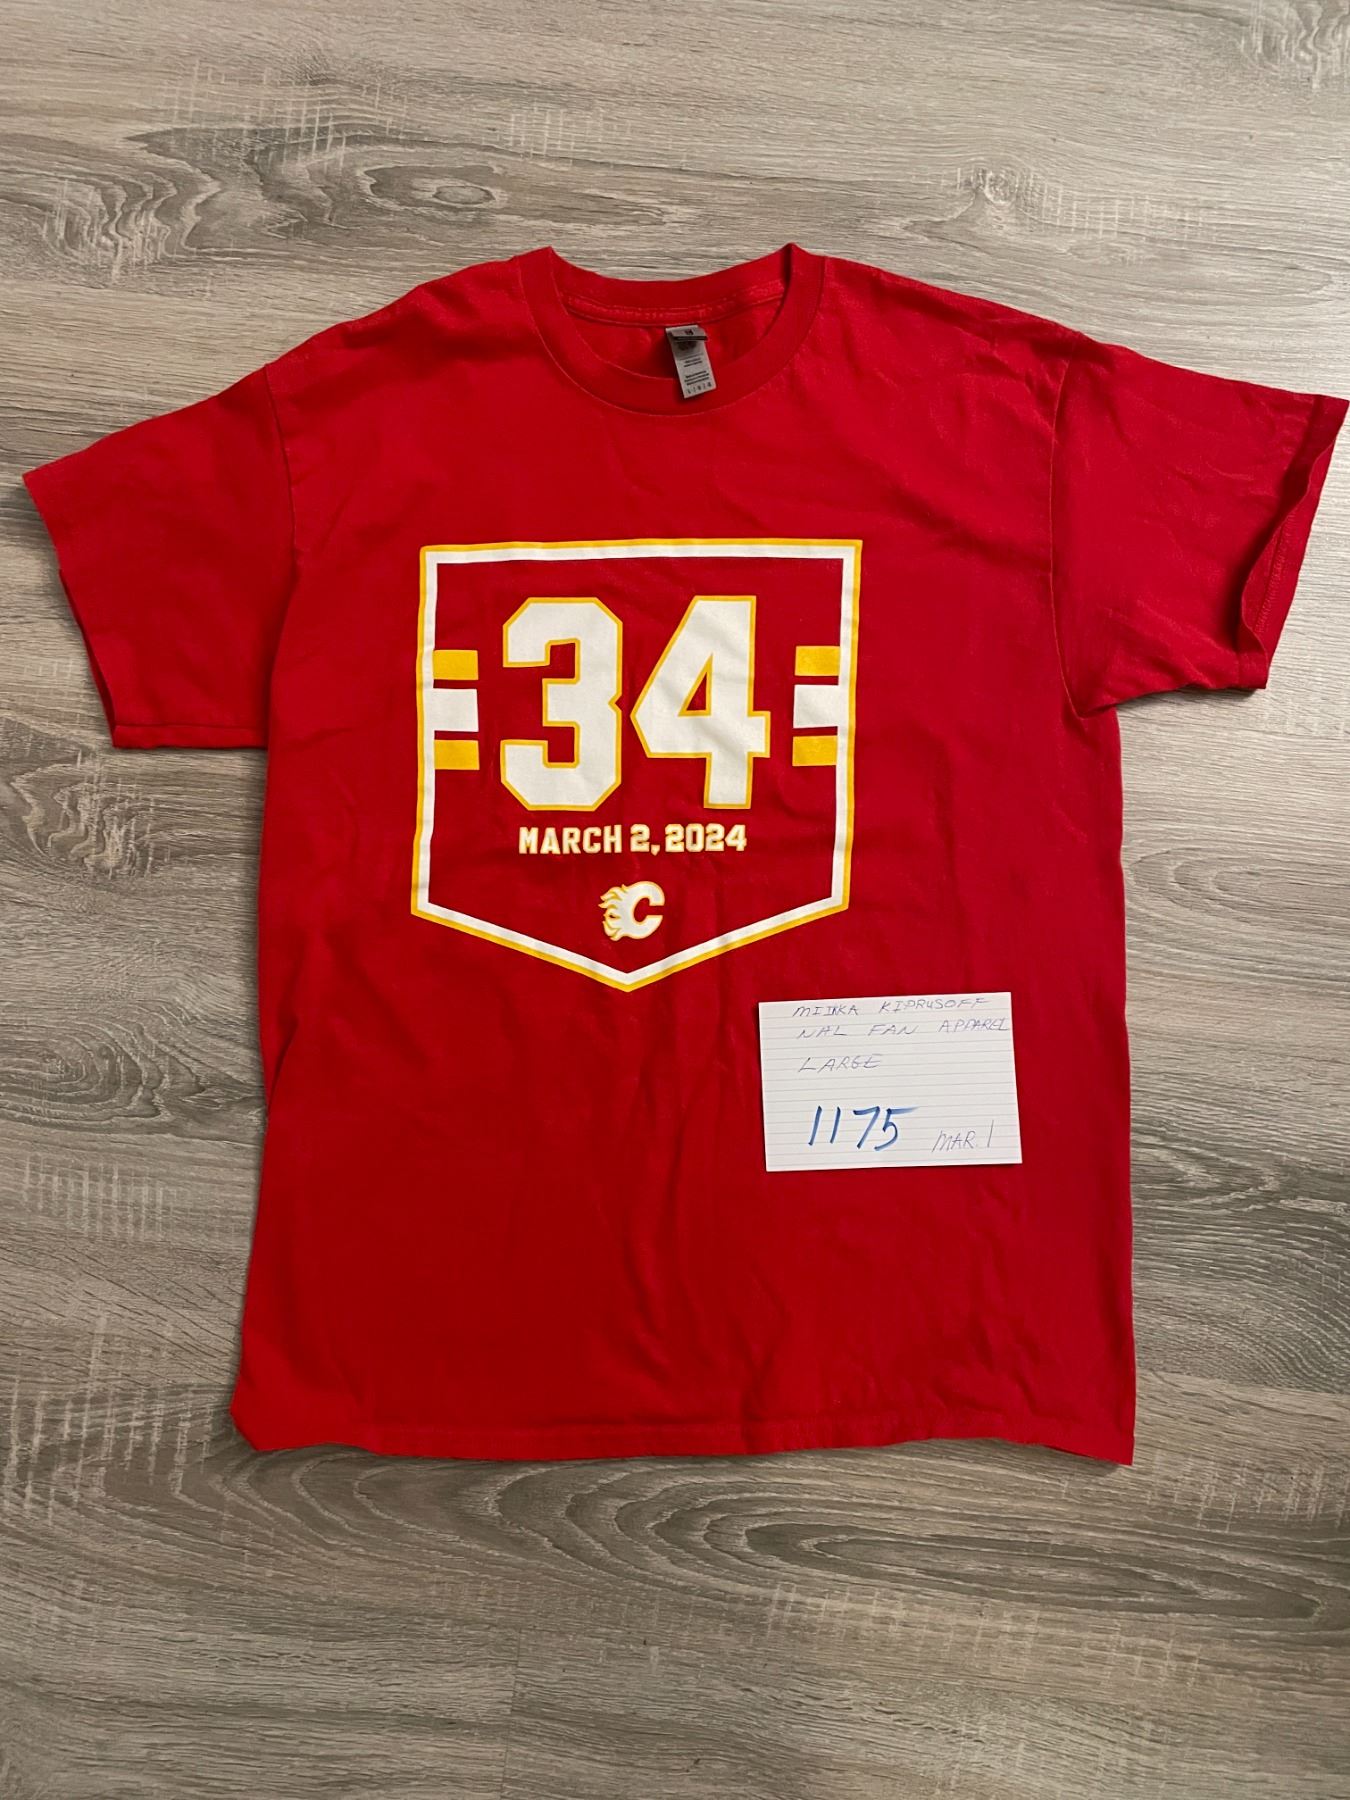 34
MARCH 2, 2024
C
MIIKKA KIPRUSOFF
NHL FAN APPAREL
LARGE
1175 MAR. 1